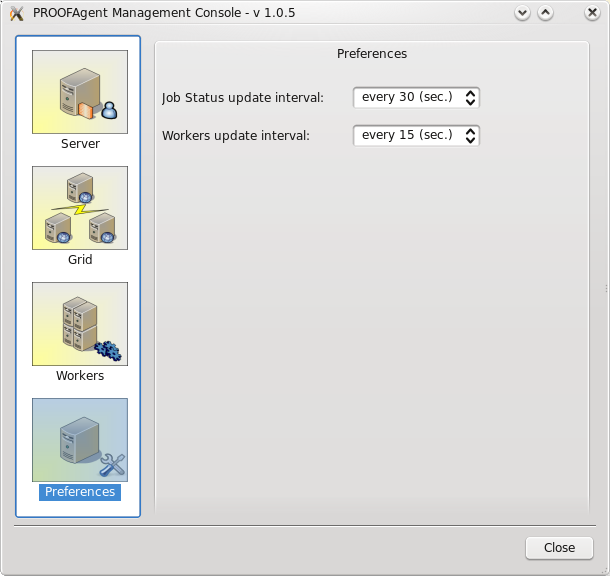 PROOFAgent Management Console - v 1.0.5
Server
Grid
Workers
Preferences
Preferences
Job Status update interval: every 30 (sec.)
Workers update interval: every 15 (sec.)
Close